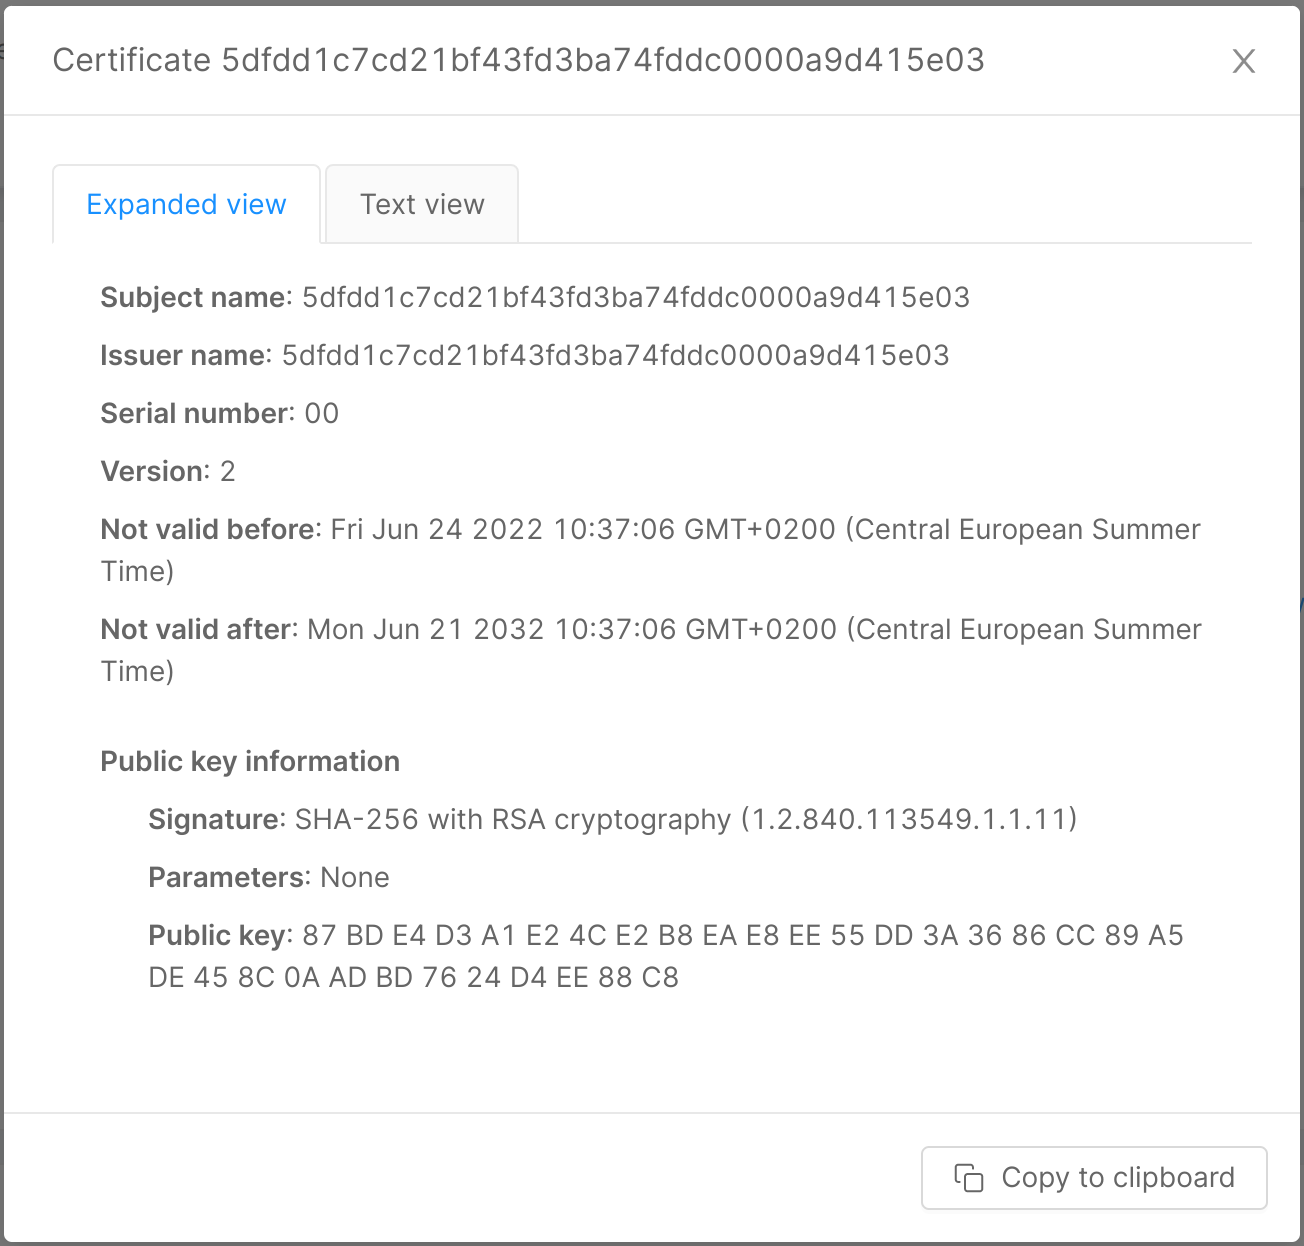 Certificate 5dfdd1c7cd21bf43fd3ba74fddc0000a9d415e03
Expanded view
Text view
Subject name: 5dfdd1c7cd21bf43fd3ba74fddc0000a9d415e03
Issuer name: 5dfdd1c7cd21bf43fd3ba74fddc0000a9d415e03
Serial number: 00
Version: 2
Not valid before: Fri Jun 24 2022 10:37:06 GMT+0200 (Central European Summer
Time)
Not valid after: Mon Jun 21 2032 10:37:06 GMT+0200 (Central European Summer
Time)
Public key information
Signature: SHA-256 with RSA cryptography (1.2.840.113549.1.1.11)
Parameters: None
Public key: 87 BD E4 D3 A1 E2 4C E2 B8 EA E8 EE 55 DD 3A 36 86 CC 89 A5
DE 45 8C 0A AD BD 76 24 D4 EE 88 C8
Copy to clipboard